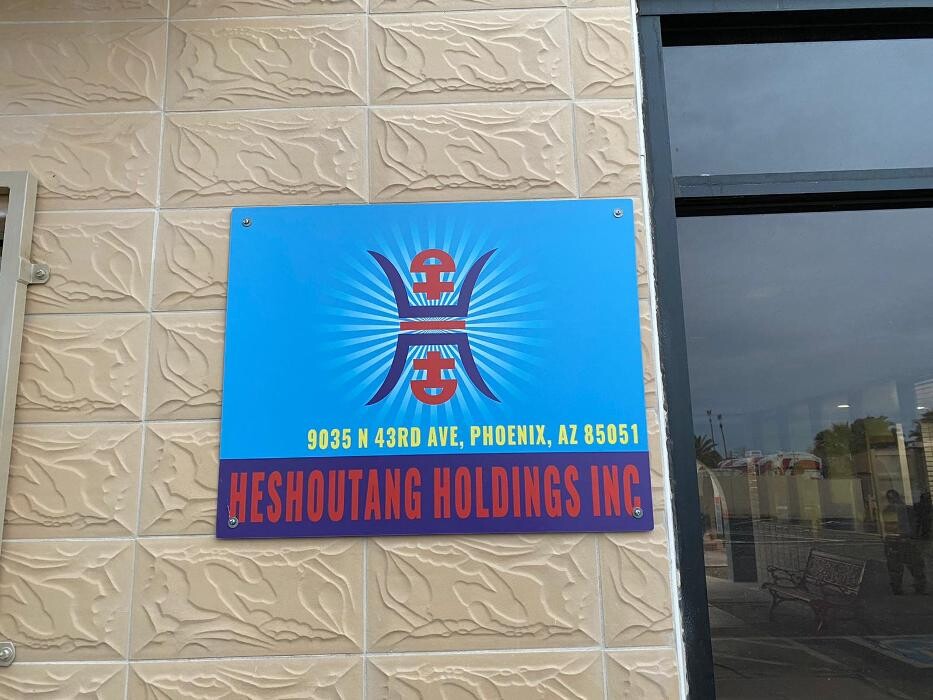 9035 N 43RD AVE, PHOENIX, AZ 85051
HESHOUTANG HOLDINGS INC